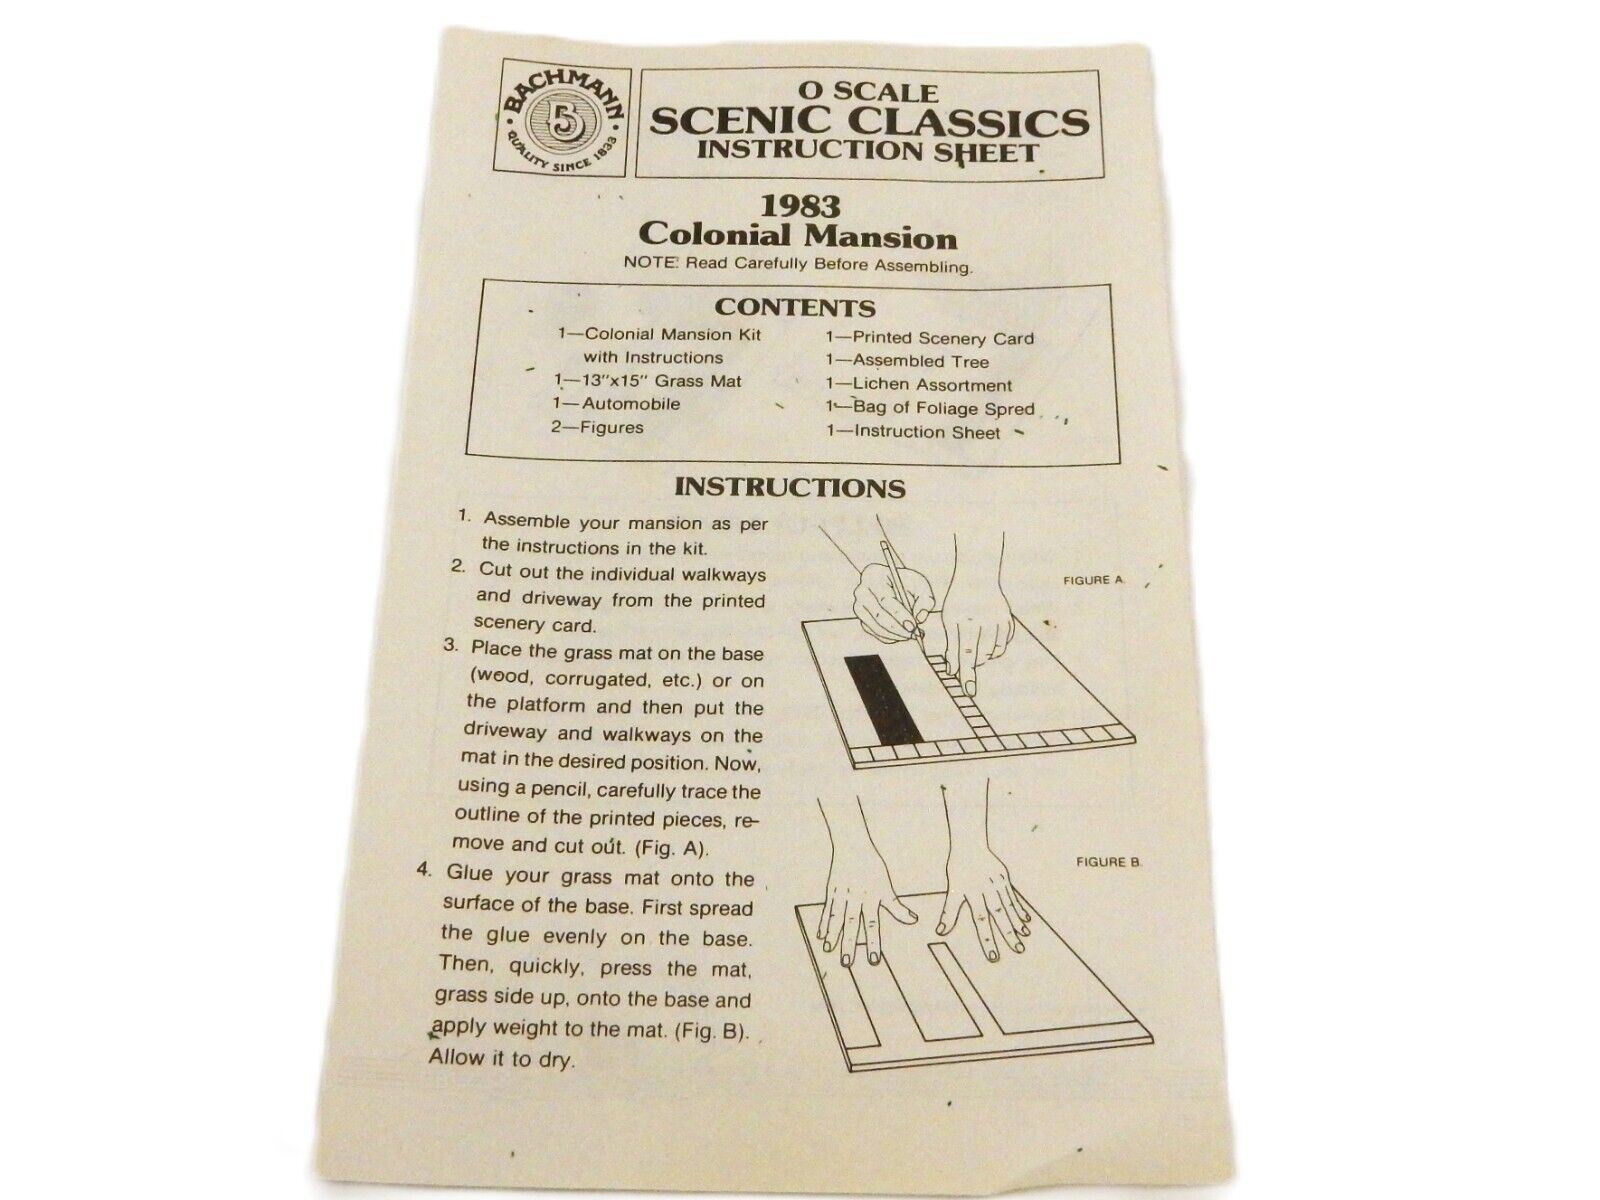 BACHMANN
B
QUALITY SINCE 1833
O SCALE
SCENIC CLASSICS
INSTRUCTION SHEET
1983
Colonial Mansion
NOTE: Read Carefully Before Assembling.
CONTENTS
1—Colonial Mansion Kit
with Instructions
1—13"x15" Grass Mat
1—Automobile
2—Figures
1—Printed Scenery Card
1—Assembled Tree
1—Lichen Assortment
1—Bag of Foliage Spred
1—Instruction Sheet
INSTRUCTIONS
1. Assemble your mansion as per
the instructions in the kit.
2. Cut out the individual walkways
and driveway from the printed
scenery card.
3. Place the grass mat on the base
(wood, corrugated, etc.) or on
the platform and then put the
driveway and walkways on the
mat in the desired position. Now,
using a pencil, carefully trace the
outline of the printed pieces, re-
move and cut out. (Fig. A).
4. Glue your grass mat onto the
surface of the base. First spread
the glue evenly on the base.
Then, quickly, press the mat,
grass side up, onto the base and
apply weight to the mat. (Fig. B).
Allow it to dry.
FIGURE A.
FIGURE B.